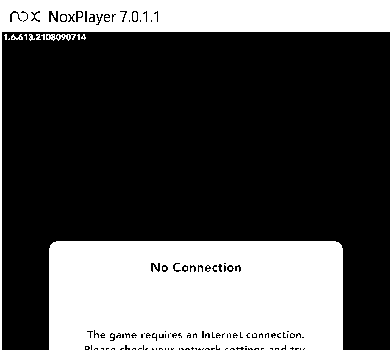 nox NoxPlayer 7.0.1.1
1.6.613.2108090714
No Connection
The game requires an Internet connection.
Please check your network settings and try